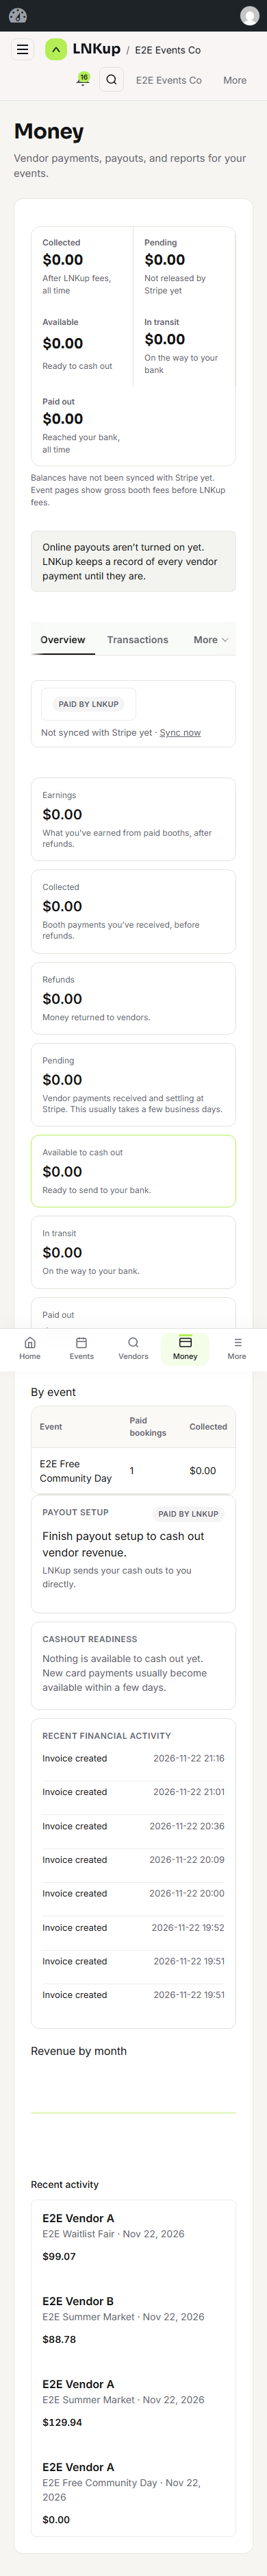 LNKup / E2E Events Co
16
E2E Events Co
More
Money
Vendor payments, payouts, and reports for your
events.
Collected
$0.00
After LNKup fees,
all time
Pending
$0.00
Not released by
Stripe yet
Available
$0.00
Ready to cash out
In transit
$0.00
On the way to your
bank
Paid out
$0.00
Reached your bank,
all time
Balances have not been synced with Stripe yet.
Event pages show gross booth fees before LNKup
fees.
Online payouts aren't turned on yet.
LNKup keeps a record of every vendor
payment until they are.
Overview
Transactions
More
PAID BY LNKUP
Not synced with Stripe yet · Sync now
Earnings
$0.00
What you've earned from paid booths, after
refunds.
Collected
$0.00
Booth payments you've received, before
refunds.
Refunds
$0.00
Money returned to vendors.
Pending
$0.00
Vendor payments received and settling at
Stripe. This usually takes a few business days.
Available to cash out
$0.00
Ready to send to your bank.
In transit
$0.00
On the way to your bank.
Paid out
Home
Events
Vendors
Money
More
By event
Event
Paid
bookings
Collected
E2E Free
Community Day
1
$0.00
PAYOUT SETUP
PAID BY LNKUP
Finish payout setup to cash out
vendor revenue.
LNKup sends your cash outs to you
directly.
CASHOUT READINESS
Nothing is available to cash out yet.
New card payments usually become
available within a few days.
RECENT FINANCIAL ACTIVITY
Invoice created 2026-11-22 21:16
Invoice created 2026-11-22 21:01
Invoice created 2026-11-22 20:36
Invoice created 2026-11-22 20:09
Invoice created 2026-11-22 20:00
Invoice created 2026-11-22 19:52
Invoice created 2026-11-22 19:51
Invoice created 2026-11-22 19:51
Revenue by month
Recent activity
E2E Vendor A
E2E Waitlist Fair · Nov 22, 2026
$99.07
E2E Vendor B
E2E Summer Market · Nov 22, 2026
$88.78
E2E Vendor A
E2E Summer Market · Nov 22, 2026
$129.94
E2E Vendor A
E2E Free Community Day · Nov 22,
2026
$0.00